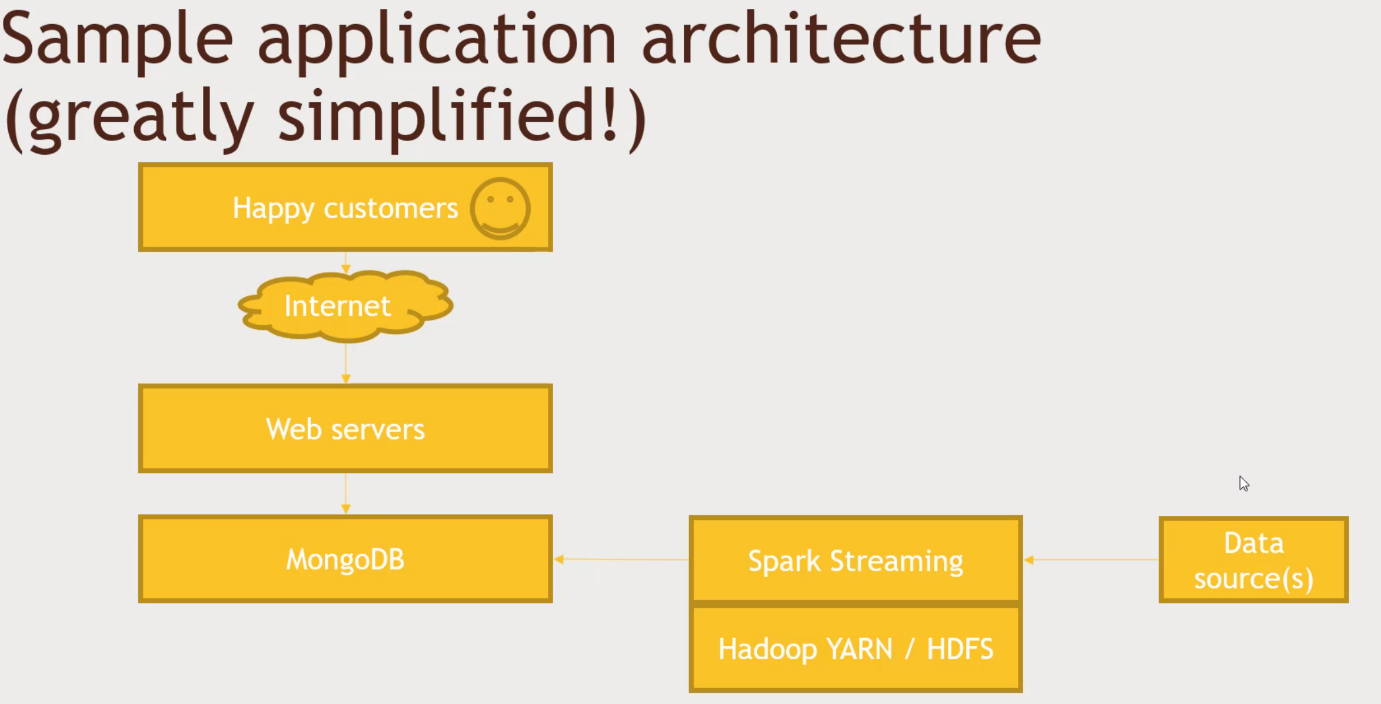 Sample application architecture
(greatly simplified!)
Happy customers
Internet
Web servers
MongoDB
Spark Streaming
Data
source(s)
Hadoop YARN / HDFS